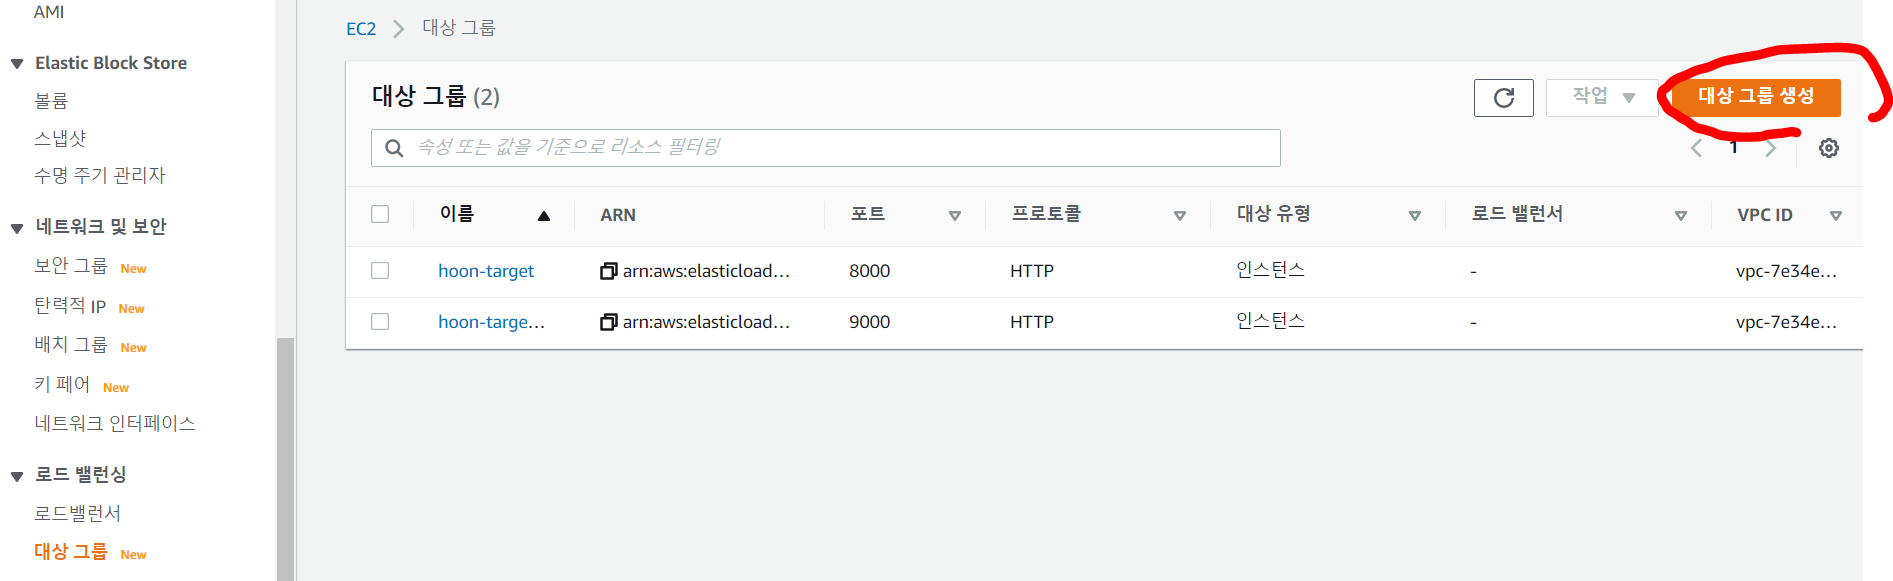 AMI
Elastic Block Store
볼륨
스냅샷
수명 주기 관리자
네트워크 및 보안
보안 그룹 New
탄력적 IP New
배치 그룹 New
키 페어 New
네트워크 인터페이스
로드 밸런싱
로드밸런서
대상 그룹 New
EC2 대상 그룹
대상 그룹 (2)
작업 대상 그룹 생성
속성 또는 값을 기준으로 리소스 필터링
1
이름 ARN 포트 프로토콜 대상 유형 로드 밸런서 VPC ID
hoon-target arn:aws:elasticload... 8000 HTTP 인스턴스 - vpc-7e34e...
hoon-targe... arn:aws:elasticload... 9000 HTTP 인스턴스 - vpc-7e34e...